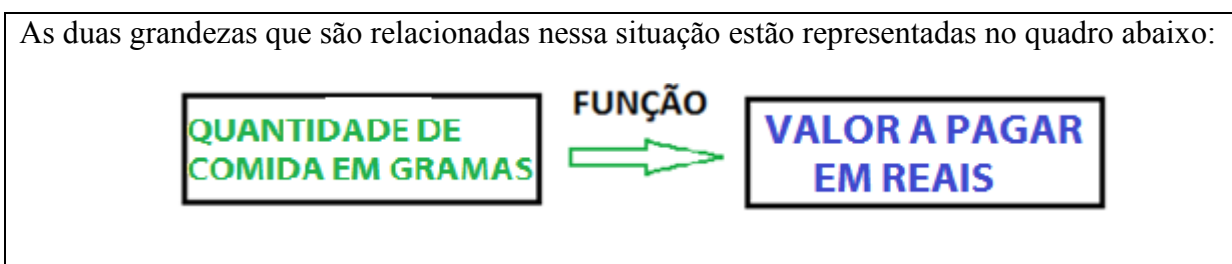 As duas grandezas que são relacionadas nessa situação estão representadas no quadro abaixo:
QUANTIDADE DE
COMIDA EM GRAMAS
FUNÇÃO
VALOR A PAGAR
EM REAIS